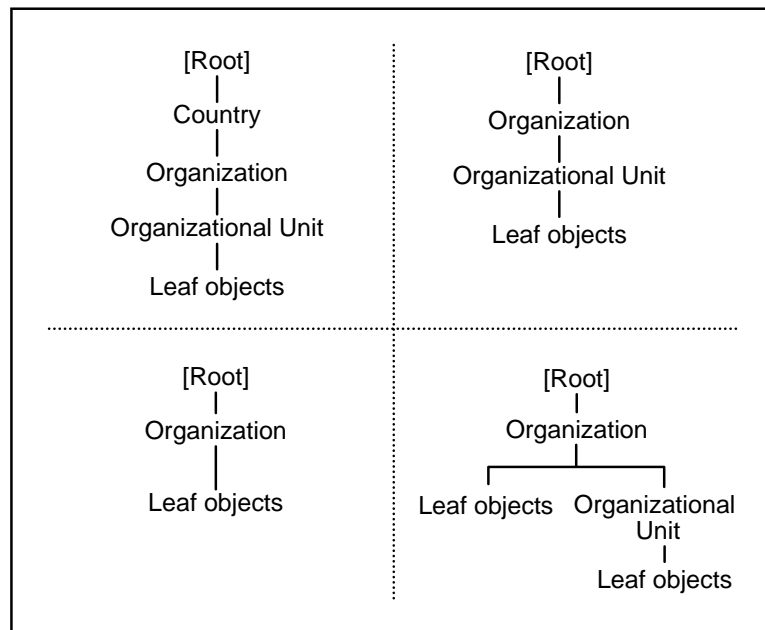 [Root]
Country
Organization
Organizational Unit
Leaf objects
[Root]
Organization
Organizational Unit
Leaf objects
[Root]
Organization
Leaf objects
[Root]
Organization
Leaf objects
Organizational
Unit
Leaf objects